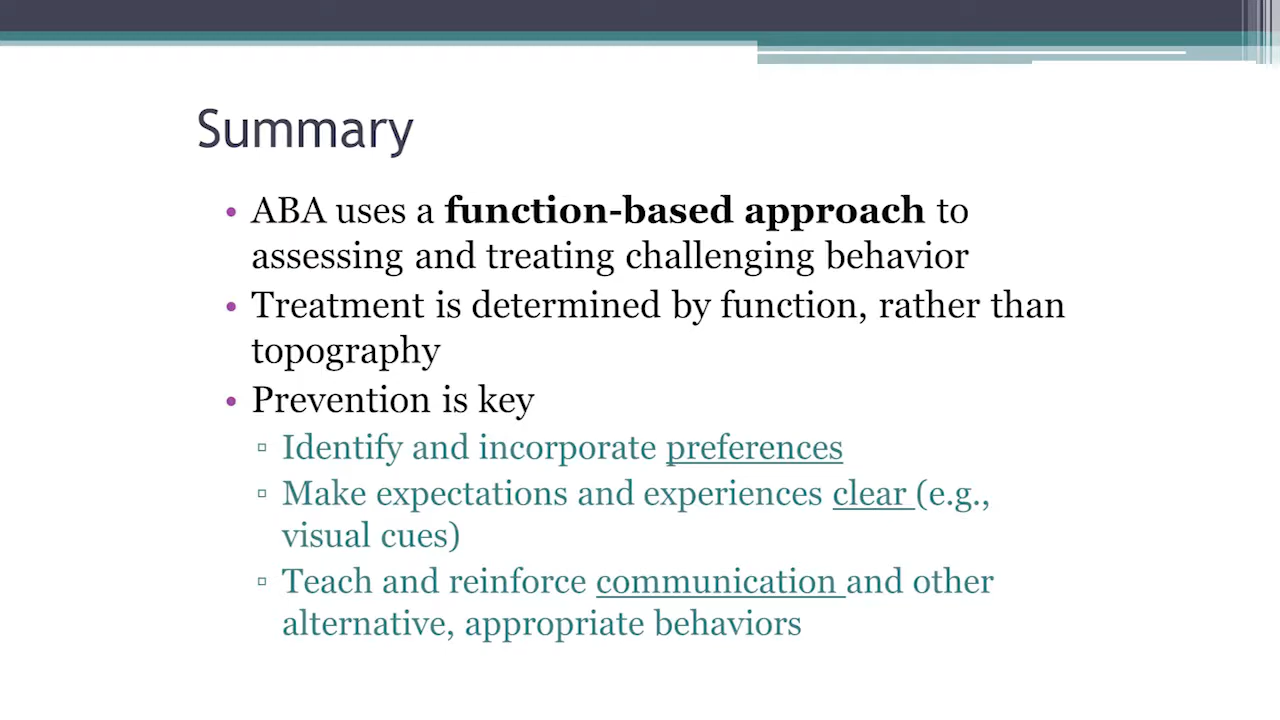 Summary
• ABA uses a function-based approach to
assessing and treating challenging behavior
• Treatment is determined by function, rather than
topography
• Prevention is key
▫ Identify and incorporate preferences
▫ Make expectations and experiences clear (e.g.,
visual cues)
▫ Teach and reinforce communication and other
alternative, appropriate behaviors